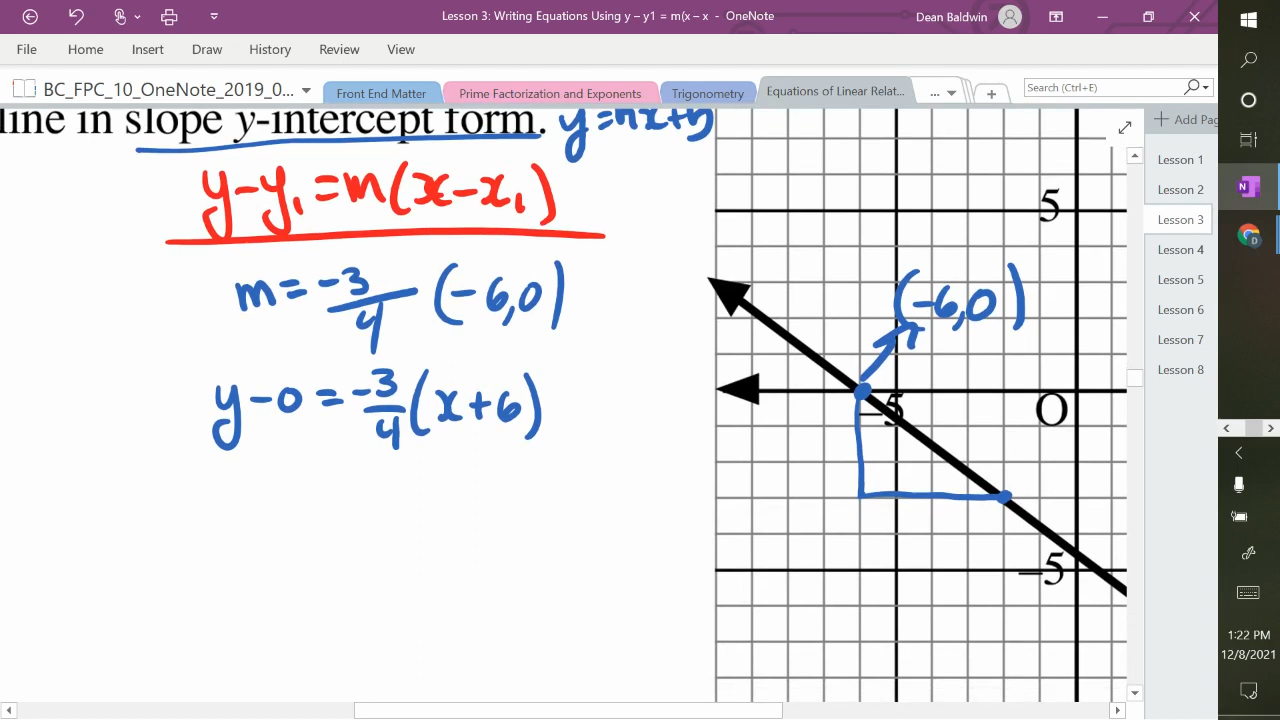 Lesson 3: Writing Equations Using y – y1 = m(x – x - OneNote
Dean Baldwin
File Home Insert Draw History Review View
BC_FPC_10_OneNote_2019_0...
Front End Matter
Prime Factorization and Exponents
Trigonometry
Equations of Linear Relat...
...
Search (Ctrl+E)
Add Pag
line in slope y-intercept form. y=mx+b
y-y₁=m(x-x₁)
m=-3/4 (-6,0)
y-0=-3/4(x+6)
5
(-6,0)
-5
O
-5
Lesson 1
Lesson 2
Lesson 3
Lesson 4
Lesson 5
Lesson 6
Lesson 7
Lesson 8
1:22 PM
12/8/2021